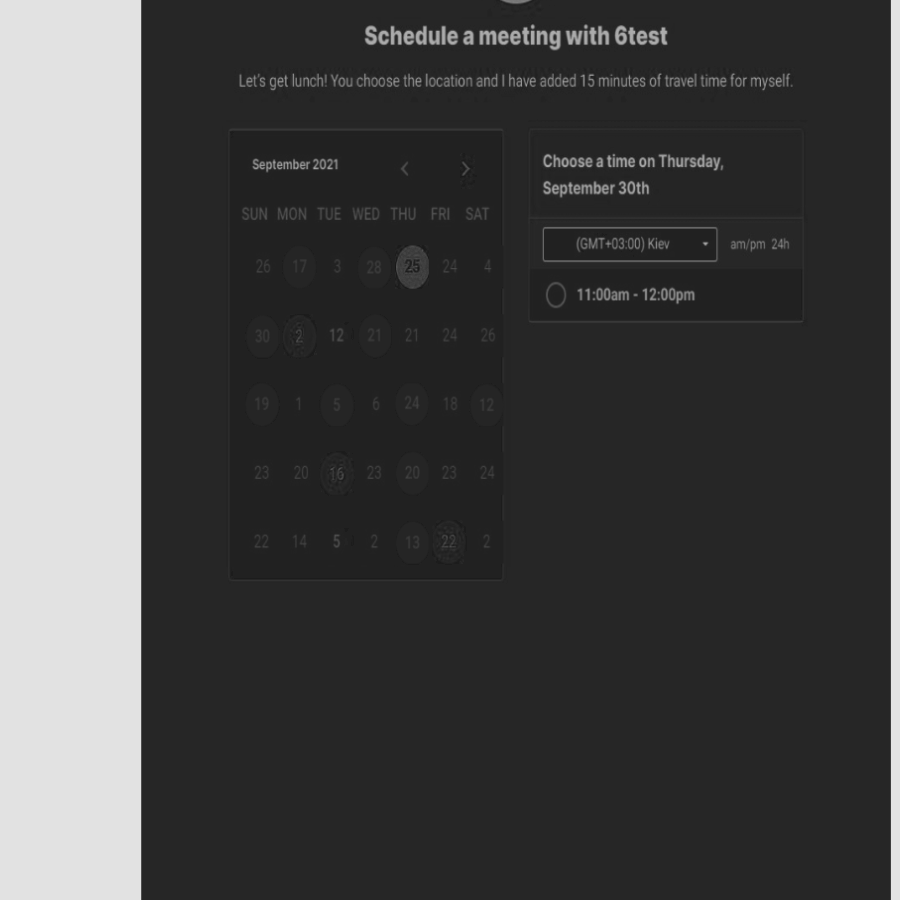 Schedule a meeting with 6test
Let's get lunch! You choose the location and I have added 15 minutes of travel time for myself.
September 2021
SUN MON TUE WED THU FRI SAT
26 17 3 28 25 24 4
30 2 12 21 21 24 26
19 1 5 6 24 18 12
23 20 16 23 20 23 24
22 14 5 2 13 22 2
Choose a time on Thursday,
September 30th
(GMT+03:00) Kiev am/pm 24h
11:00am - 12:00pm